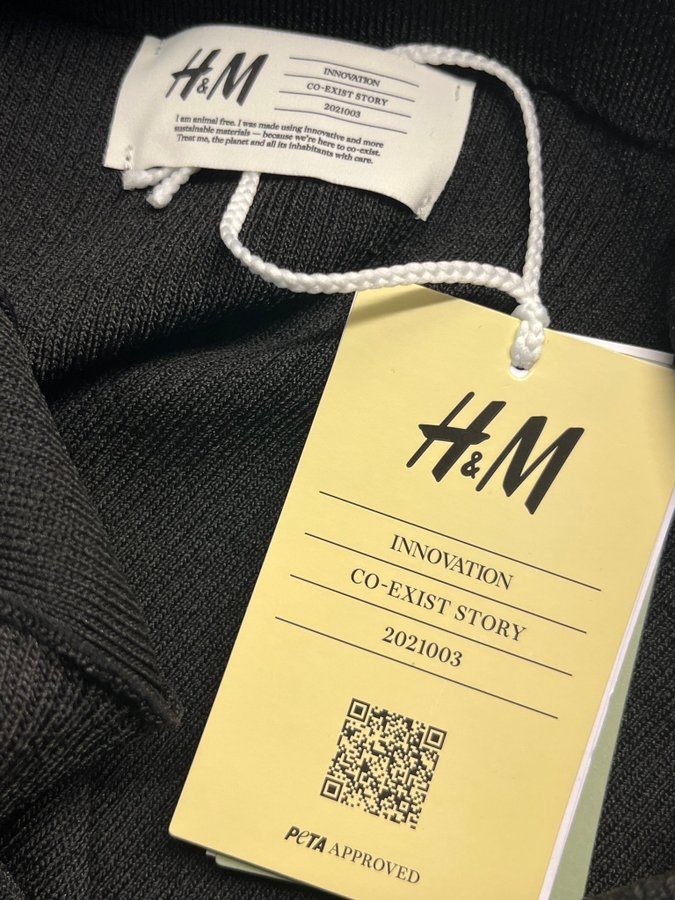 H&M
INNOVATION
CO-EXIST STORY
2021003
I am animal free. I was made using innovative and more
sustainable materials — because we're here to co-exist.
Treat me, the planet and all its inhabitants with care.
H&M
INNOVATION
CO-EXIST STORY
2021003
PETA APPROVED